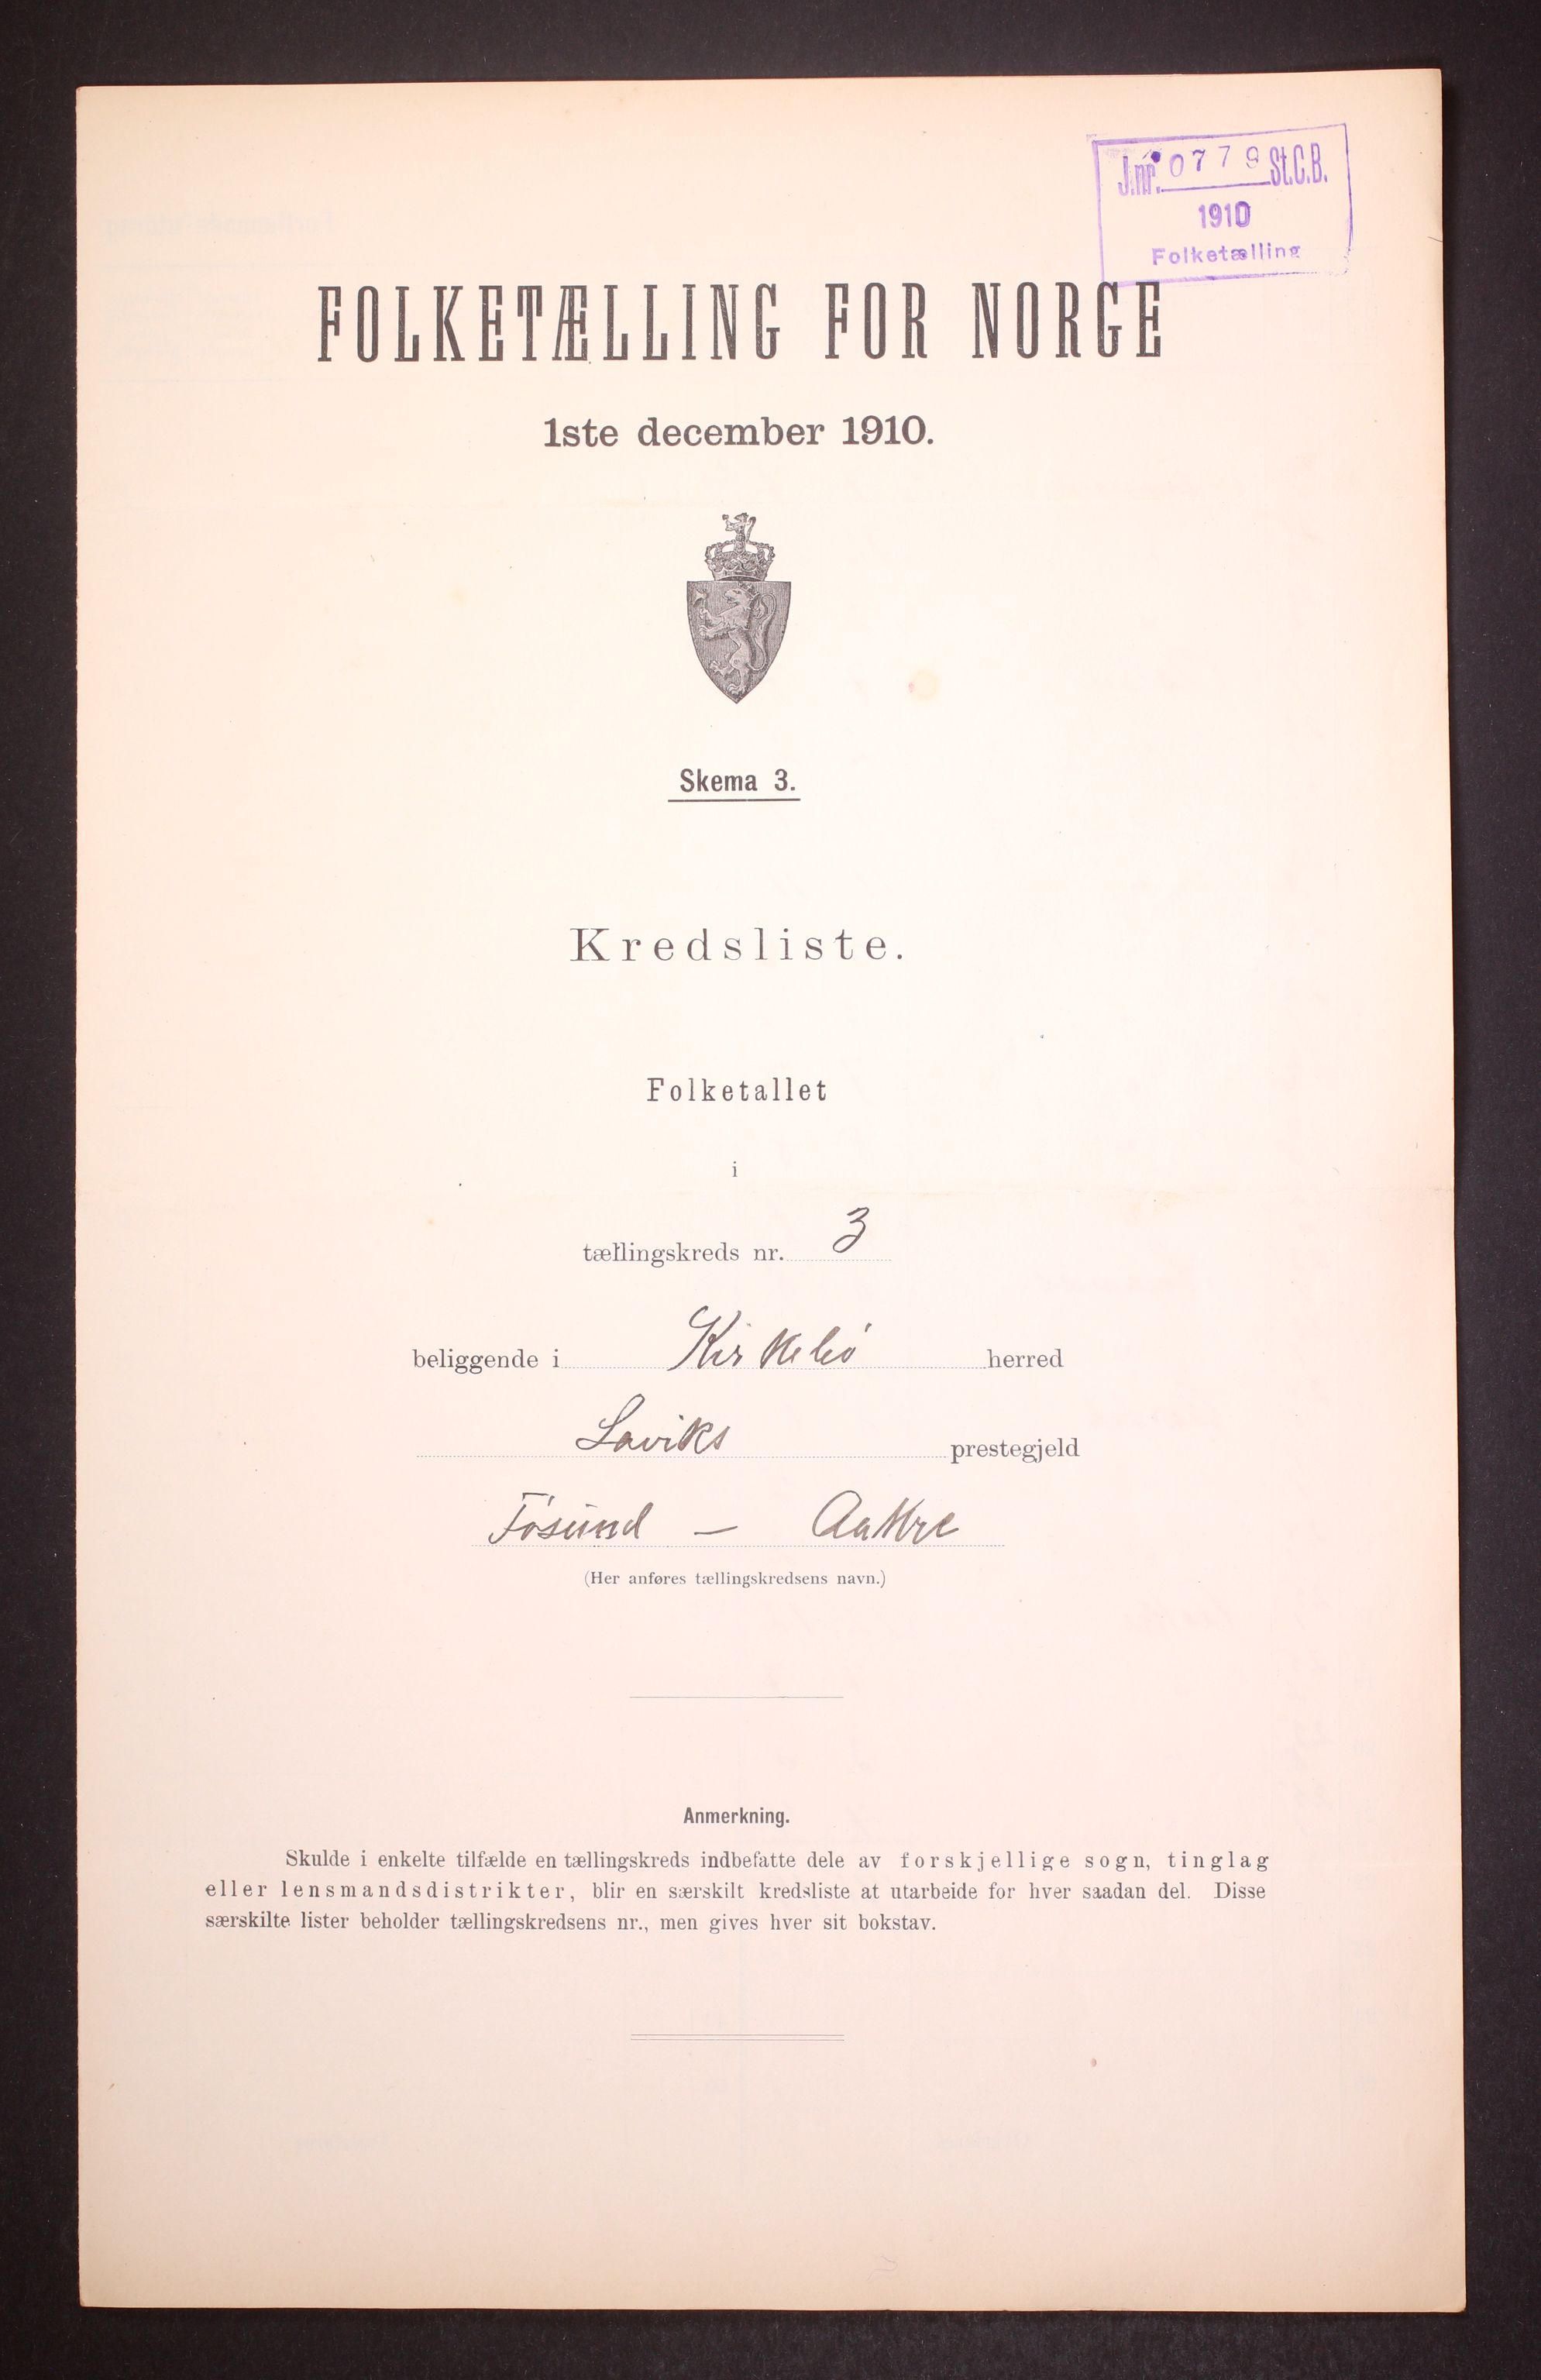 J.nr. 0779 St.C.B.
1910
Folketælling
FOLKETÆLLING FOR NORGE
1ste december 1910.
Skema 3.
Kredsliste.
Folketallet
i
tællingskreds nr. 3
beliggende i Kirkebö herred
Laviks prestegjeld
Fösund — Aakre
(Her anføres tællingskredsens navn.)
Anmerkning.
Skulde i enkelte tilfælde en tællingskreds indbefatte dele av forskjellige sogn, tinglag
eller lensmandsdistrikter, blir en særskilt kredsliste at utarbeide for hver saadan del. Disse
særskilte lister beholder tællingskredsens nr., men gives hver sit bokstav.